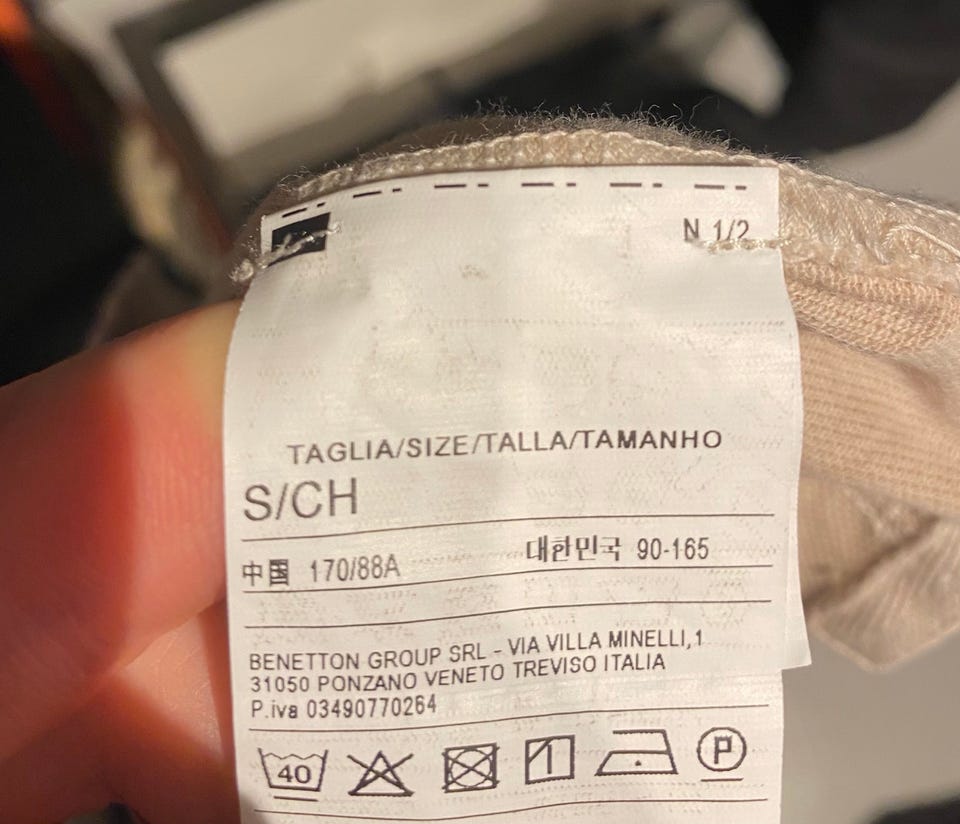 N 1/2
TAGLIA/SIZE/TALLA/TAMANHO
S/CH
中国 170/88A 대한민국 90-165
BENETTON GROUP SRL - VIA VILLA MINELLI,1
31050 PONZANO VENETO TREVISO ITALIA
P.iva 03490770264
40 P